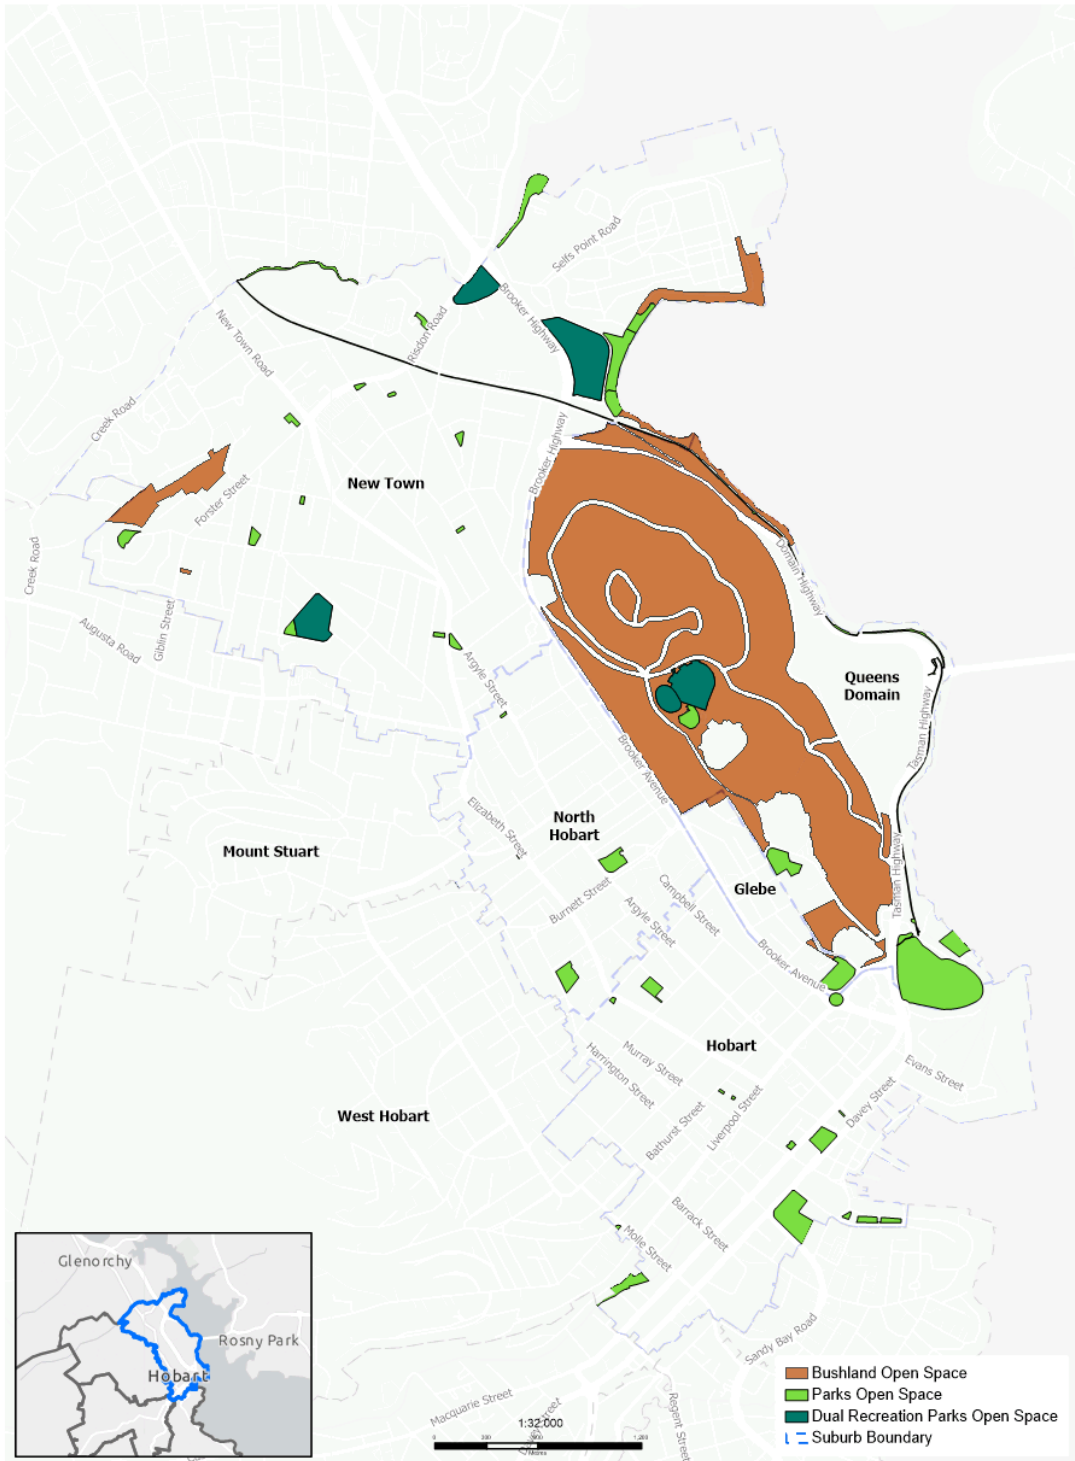 Selfs Point Road
Brooker Highway
Risdon Road
New Town Road
Creek Road
Brooker Highway
New Town
Forster Street
Creek Road
Domain Highway
Augusta Road
Giblin Street
Argyle Street
Queens
Domain
Tasman Highway
Brooker Avenue
Elizabeth Street
North
Hobart
Mount Stuart
Glebe
Tasman Highway
Burnett Street
Campbell Street
Argyle Street
Brooker Avenue
Hobart
Murray Street
Harrington Street
Evans Street
Davey Street
Liverpool Street
Bathurst Street
West Hobart
Barrack Street
Molle Street
Sandy Bay Road
Macquarie Street
Regent Street
Glenorchy
Rosny Park
Hobart
1:32,000
0
Bushland Open Space
Parks Open Space
Dual Recreation Parks Open Space
Suburb Boundary